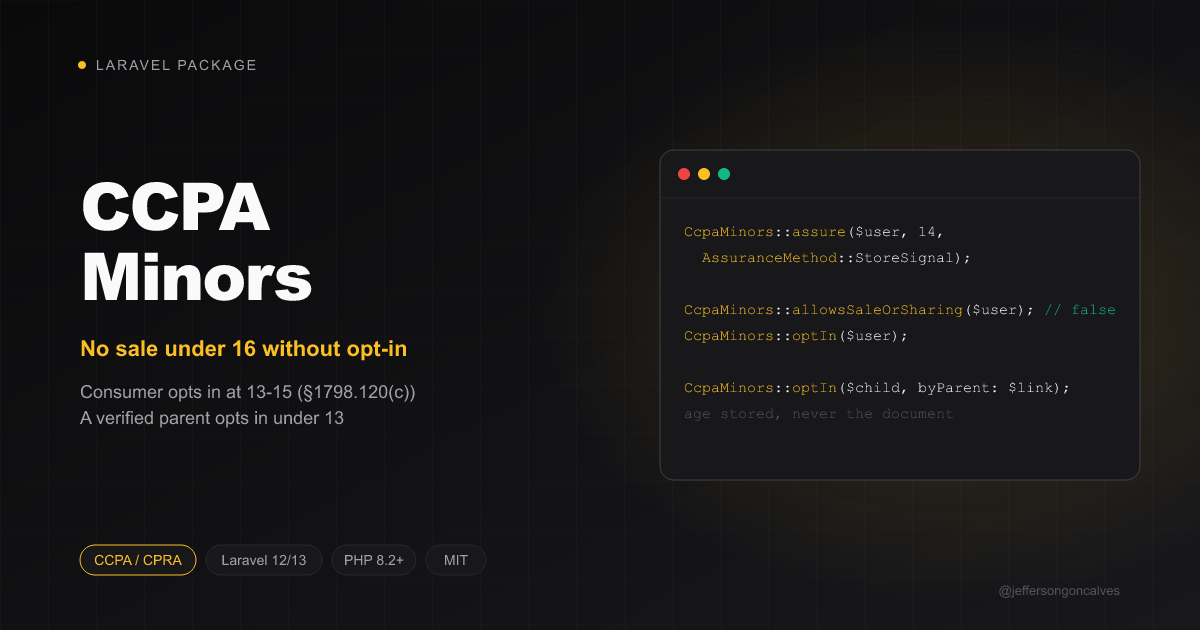 LARAVEL PACKAGE
CCPA
Minors
No sale under 16 without opt-in
Consumer opts in at 13-15 (§1798.120(c))
A verified parent opts in under 13
CcpaMinors::assure($user, 14,
AssuranceMethod::StoreSignal);
CcpaMinors::allowsSaleOrSharing($user); // false
CcpaMinors::optIn($user);
CcpaMinors::optIn($child, byParent: $link);
age stored, never the document
CCPA / CPRA
Laravel 12/13
PHP 8.2+
MIT
@jeffersongoncalves